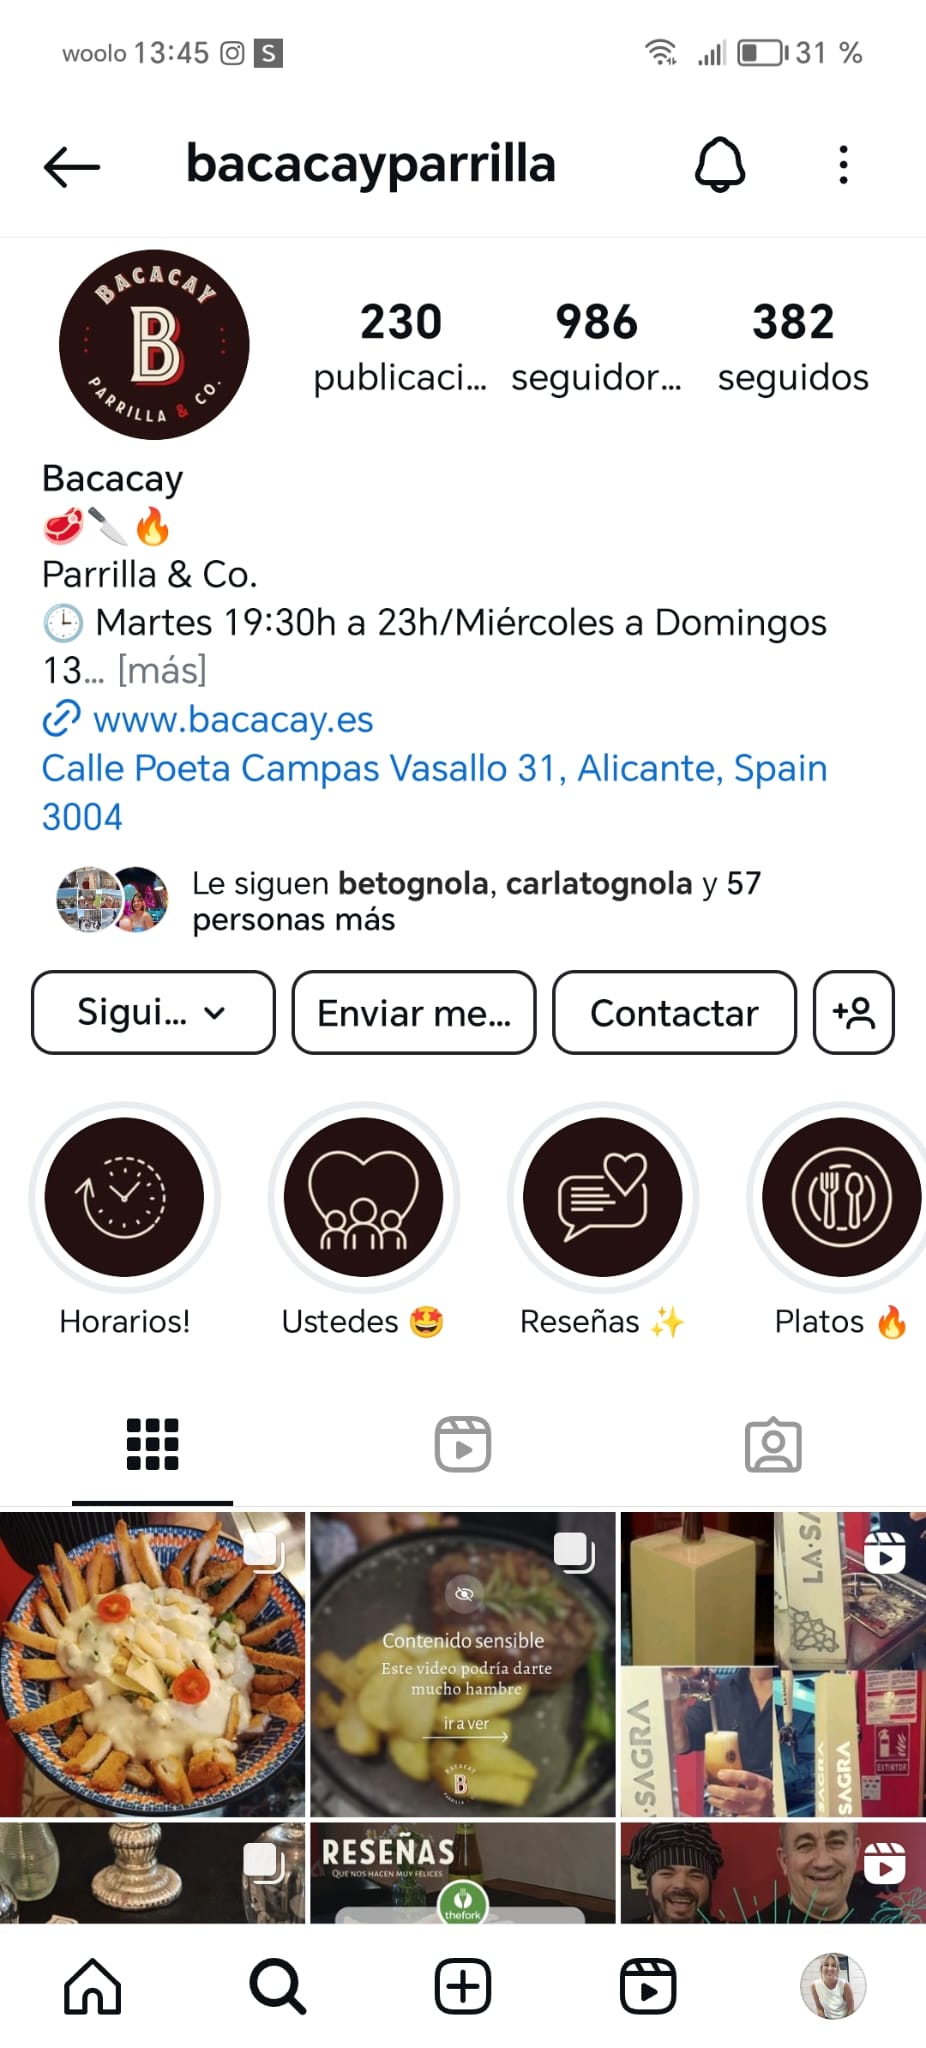 woolo 13:45 S 31 %
bacacayparrilla
BACACAY
B
PARRILLA & CO.
230 986 382
publicaci... seguidor... seguidos
Bacacay
🥩🔪🔥
Parrilla & Co.
🕒 Martes 19:30h a 23h/Miércoles a Domingos
13... [más]
www.bacacay.es
Calle Poeta Campas Vasallo 31, Alicante, Spain
3004
Le siguen betognola, carlatognola y 57
personas más
Sigui... Enviar me... Contactar
Horarios! Ustedes 🤩 Reseñas ✨ Platos 🔥
Contenido sensible
Este video podría darte
mucho hambre
ir a ver
BACACAY
B
PARRILLA
LA·SA
·SAGRA
SAGRA
SAGRA
EXTINTOR
RESEÑAS
QUE NOS HACEN MUY FELICES
thefork